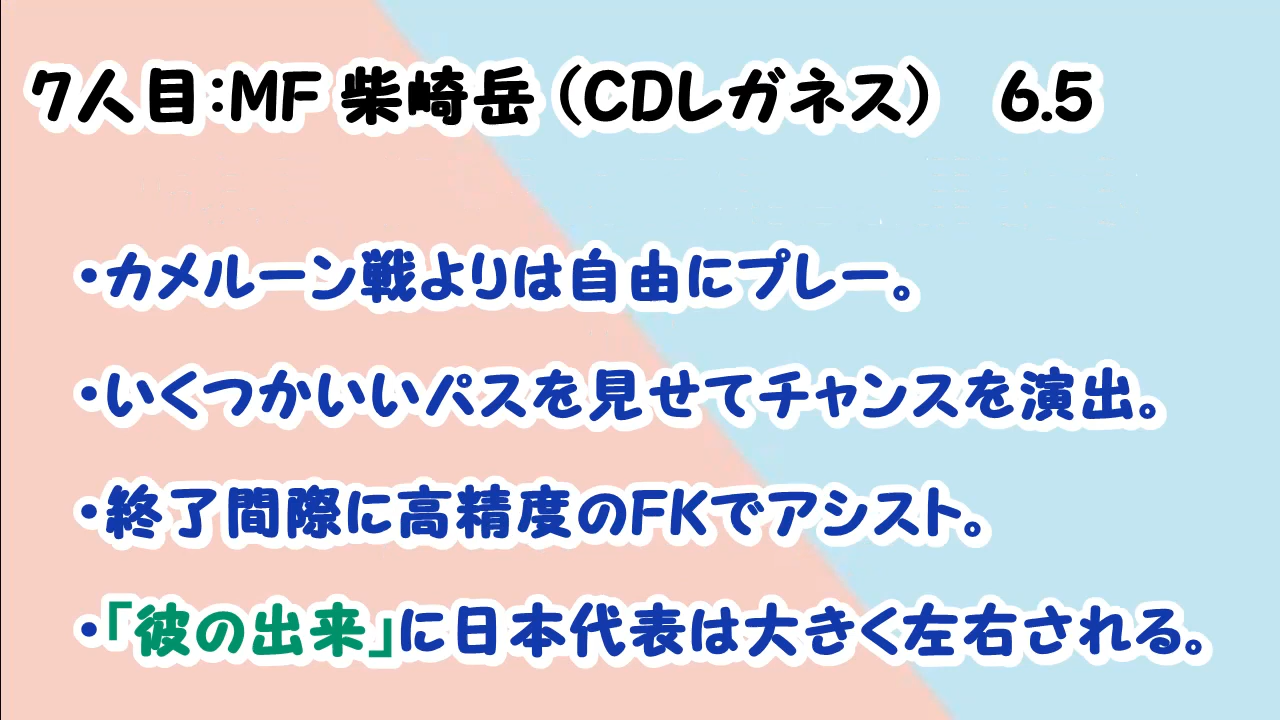 7人目:MF 柴崎岳（CDレガネス） 6.5
・カメルーン戦よりは自由にプレー。
・いくつかいいパスを見せてチャンスを演出。
・終了間際に高精度のFKでアシスト。
・「彼の出来」に日本代表は大きく左右される。